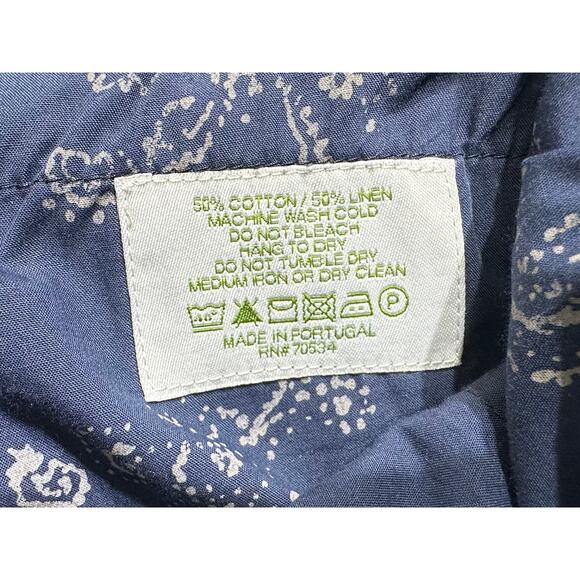 50% COTTON / 50% LINEN
MACHINE WASH COLD
DO NOT BLEACH
HANG TO DRY
DO NOT TUMBLE DRY
MEDIUM IRON OR DRY CLEAN
P
MADE IN PORTUGAL
RN# 70534